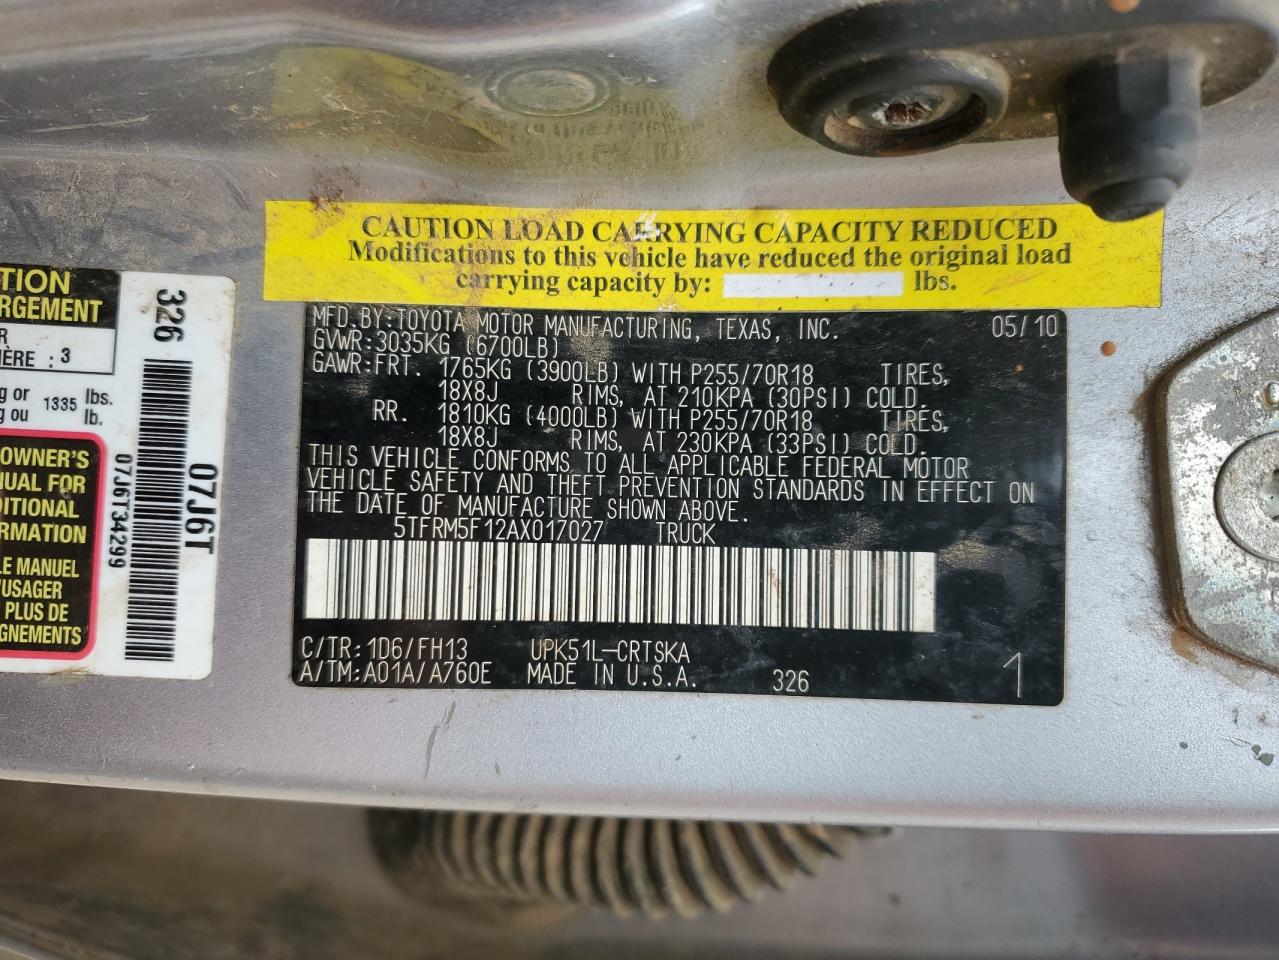 CAUTION LOAD CARRYING CAPACITY REDUCED
Modifications to this vehicle have reduced the original load
carrying capacity by: lbs.
MFD.BY:TOYOTA MOTOR MANUFACTURING, TEXAS, INC. 05/10
GVWR:3035KG (6700LB)
GAWR:FRT. 1765KG (3900LB) WITH P255/70R18 TIRES,
18X8J RIMS, AT 210KPA (30PSI) COLD.
RR. 1810KG (4000LB) WITH P255/70R18 TIRES,
18X8J RIMS, AT 230KPA (33PSI) COLD.
THIS VEHICLE CONFORMS TO ALL APPLICABLE FEDERAL MOTOR
VEHICLE SAFETY AND THEFT PREVENTION STANDARDS IN EFFECT ON
THE DATE OF MANUFACTURE SHOWN ABOVE.
5TFRM5F12AX017027 TRUCK
C/TR:1D6/FH13 UPK51L-CRTSKA
A/TM:A01A/A760E MADE IN U.S.A. 326 1
TION
RGEMENT
R
IÈRE : 3
g or 1335 lbs.
g ou lb.
OWNER'S
NUAL FOR
DITIONAL
ORMATION
LE MANUEL
'USAGER
PLUS DE
GNEMENTS
326
07J6T
07J6T34299